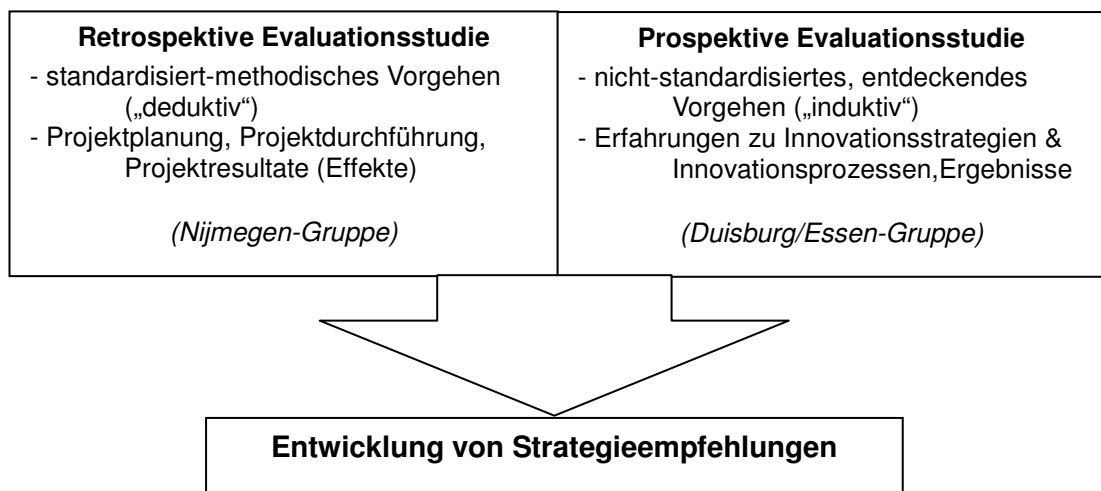 Retrospektive Evaluationsstudie
- standardisiert-methodisches Vorgehen
(„deduktiv“)
- Projektplanung, Projektdurchführung,
Projektresultate (Effekte)
(Nijmegen-Gruppe)
Prospektive Evaluationsstudie
- nicht-standardisiertes, entdeckendes
Vorgehen („induktiv“)
- Erfahrungen zu Innovationsstrategien &
Innovationsprozessen,Ergebnisse
(Duisburg/Essen-Gruppe)
Entwicklung von Strategieempfehlungen